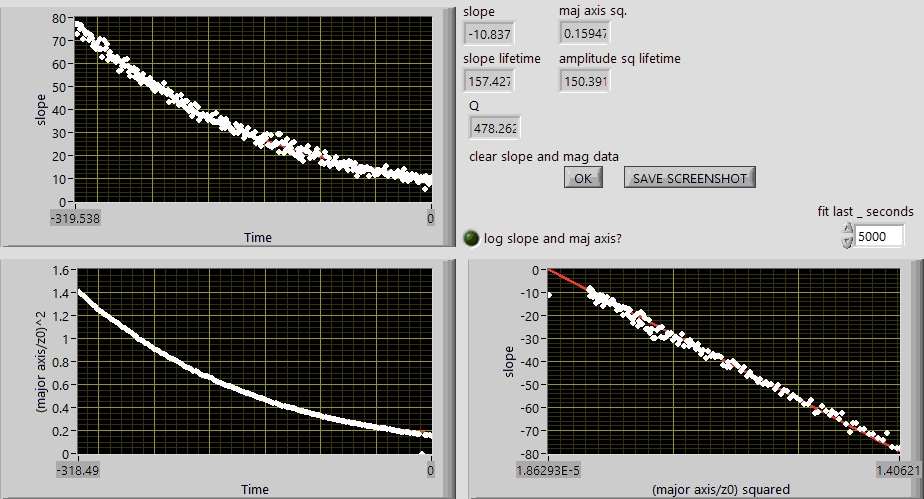 80
70
60
50
40
30
20
10
0
slope
-319.538
0
Time
slope
maj axis sq.
-10.837
0.15947
slope lifetime
amplitude sq lifetime
157.427
150.391
Q
478.262
clear slope and mag data
OK
SAVE SCREENSHOT
fit last _ seconds
log slope and maj axis?
5000
1.6
1.4
1.2
1
0.8
0.6
0.4
0.2
0
(major axis/z0)^2
-318.49
0
Time
0
-10
-20
-30
-40
-50
-60
-70
-80
slope
1.86293E-5
1.40621
(major axis/z0) squared